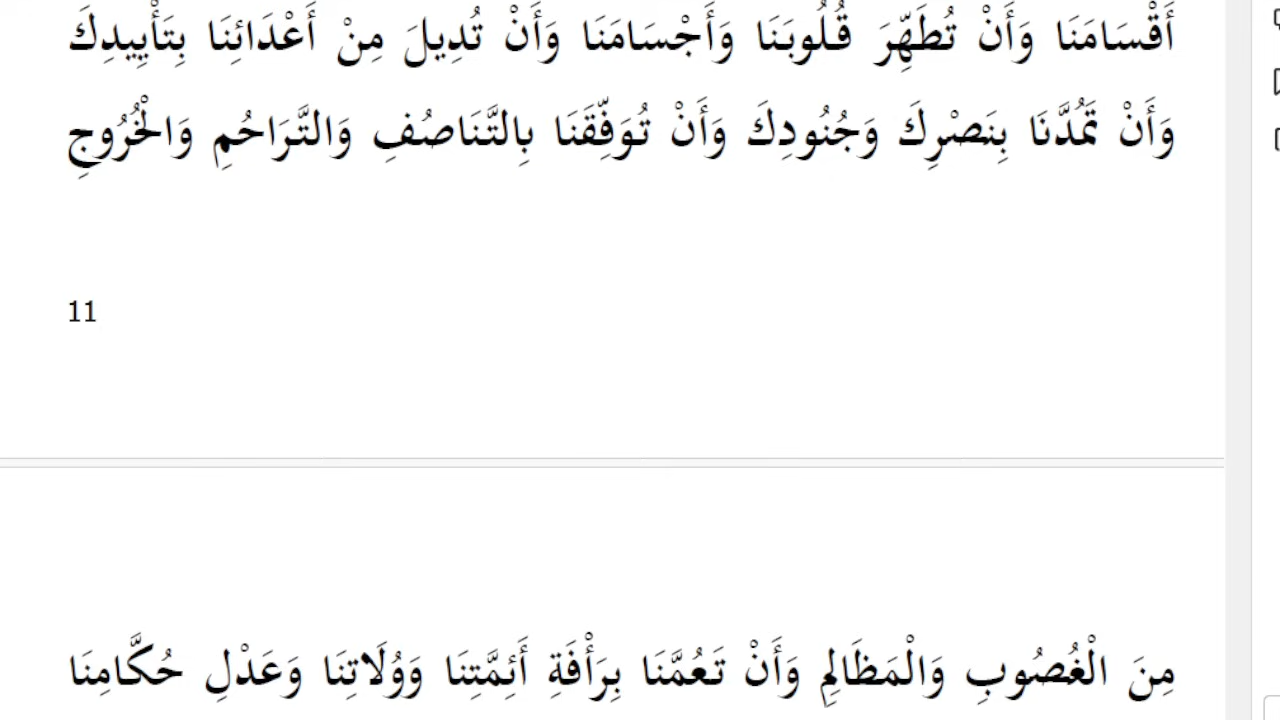 أَقْسَامَنَا وَأَنْ تُطَهِّرَ قُلُوبَنَا وَأَجْسَامَنَا وَأَنْ تُدِيلَ مِنْ أَعْدَائِنَا بِتَأْيِيدِكَ
وَأَنْ تَمُدَّنَا بِنَصْرِكَ وَجُنُودِكَ وَأَنْ تُوَفِّقَنَا بِالتَّنَاصُفِ وَالتَّرَاحُمِ وَالْخُرُوجِ
11
مِنَ الْغُصُوبِ وَالْمَظَالِمِ وَأَنْ تَعُمَّنَا بِرَأْفَةِ أَئِمَّتِنَا وَوُلَاتِنَا وَعَدْلِ حُكَّامِنَا